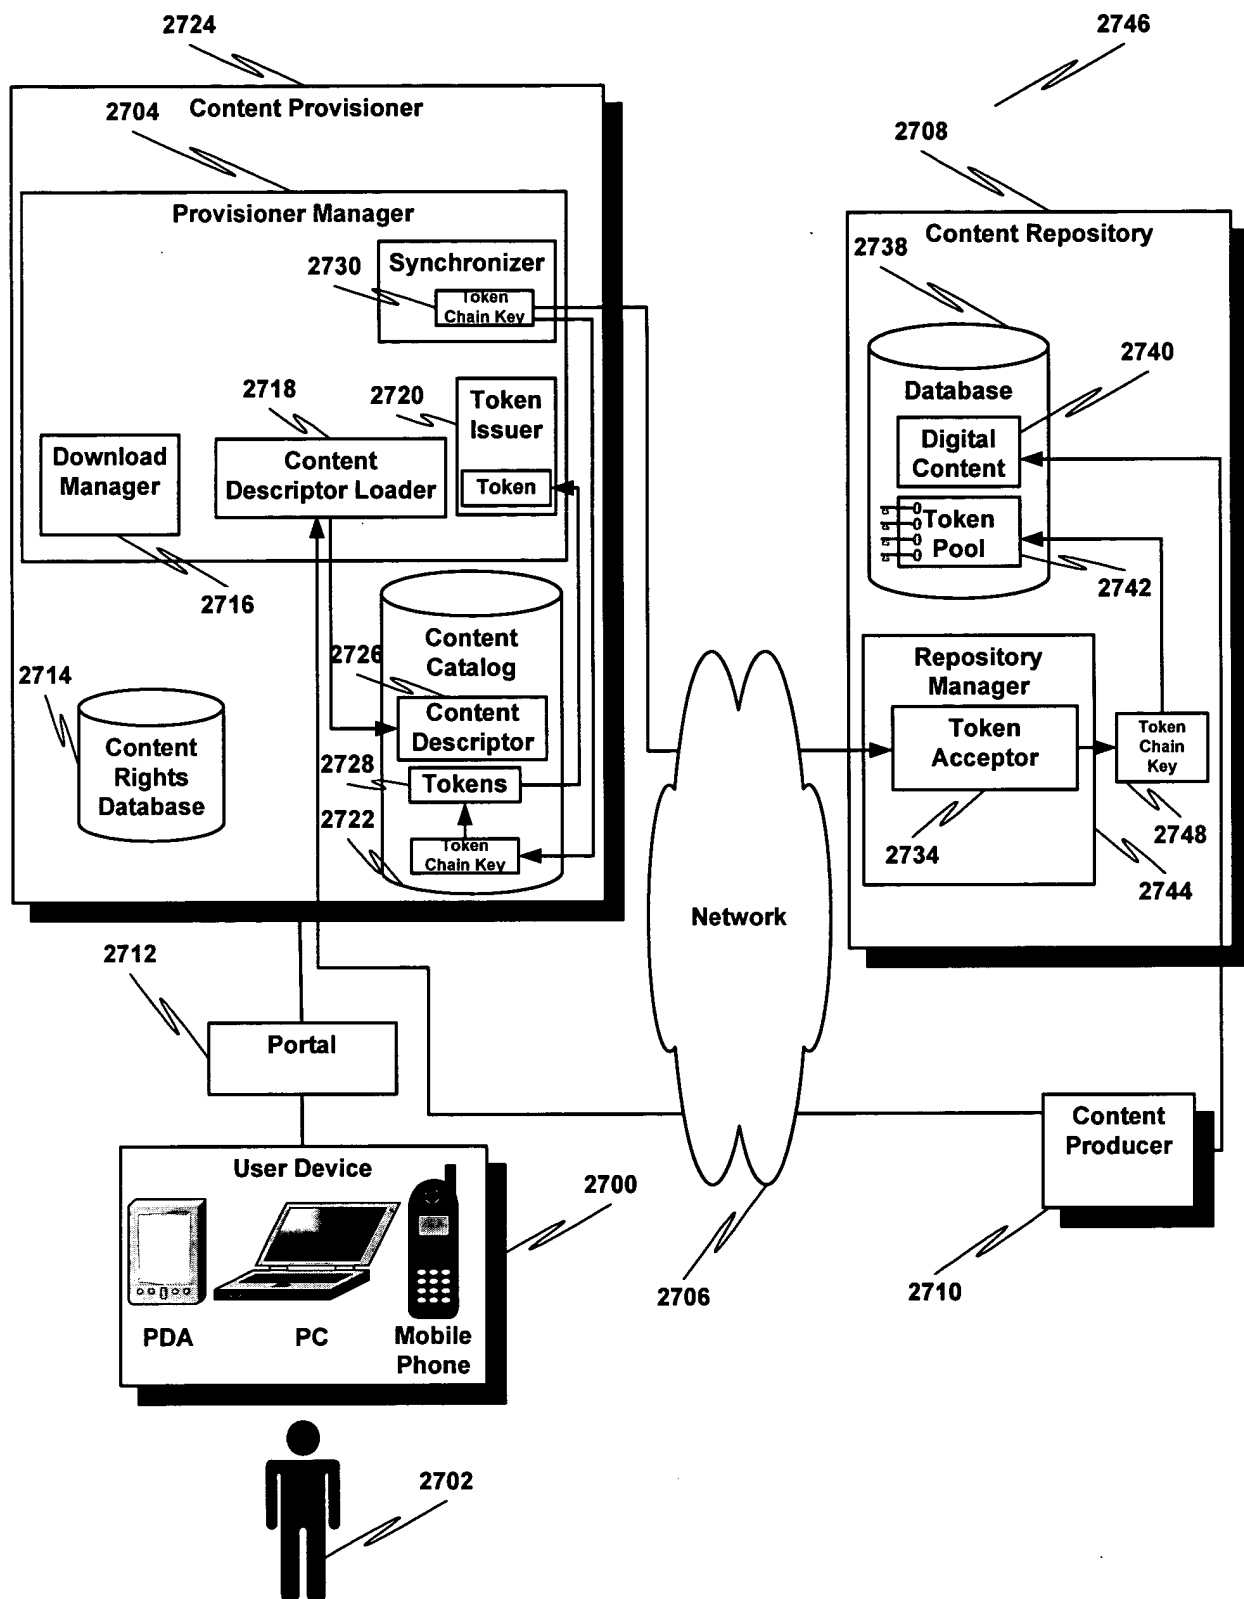 2724
2746
Content Provisioner
2704
2708
Provisioner Manager
Content Repository
2738
Synchronizer
2730
Token
Chain Key
2740
2718
2720
Token
Issuer
Database
Digital
Content
Download
Manager
Content
Descriptor Loader
Token
Token
Pool
2716
2742
Content
Catalog
2726
Repository
Manager
2714
Content
Descriptor
Token
Acceptor
Token
Chain
Key
Content
Rights
Database
2728
Tokens
2722
Token
Chain Key
2734
2748
2744
Network
2712
Portal
Content
Producer
User Device
2700
2706
2710
PDA
PC
Mobile
Phone
2702